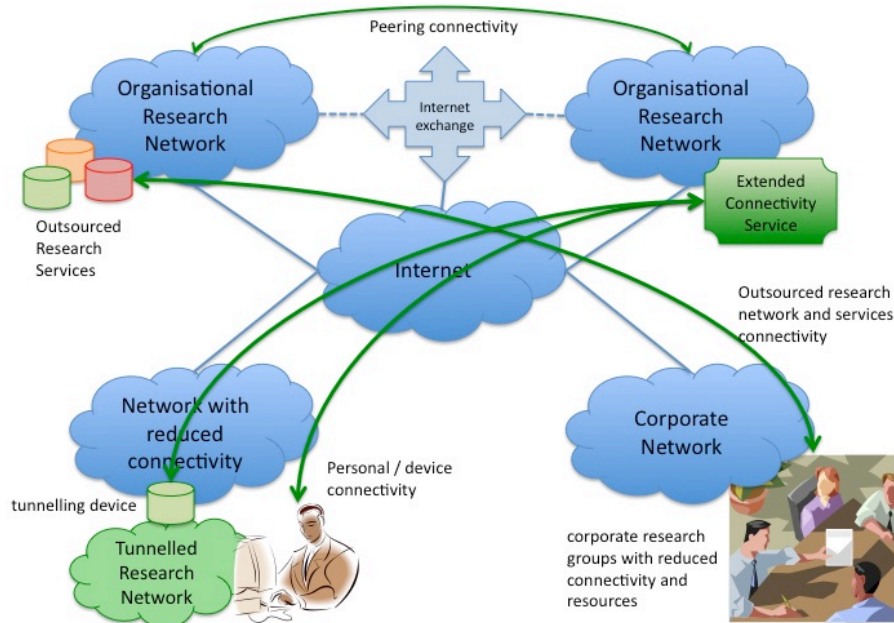 Peering connectivity
Organisational
Research
Network
Internet
exchange
Organisational
Research
Network
Outsourced
Research
Services
Extended
Connectivity
Service
Internet
Outsourced research
network and services
connectivity
Network with
reduced
connectivity
Corporate
Network
Personal / device
connectivity
tunnelling device
Tunnelled
Research
Network
corporate research
groups with reduced
connectivity and
resources